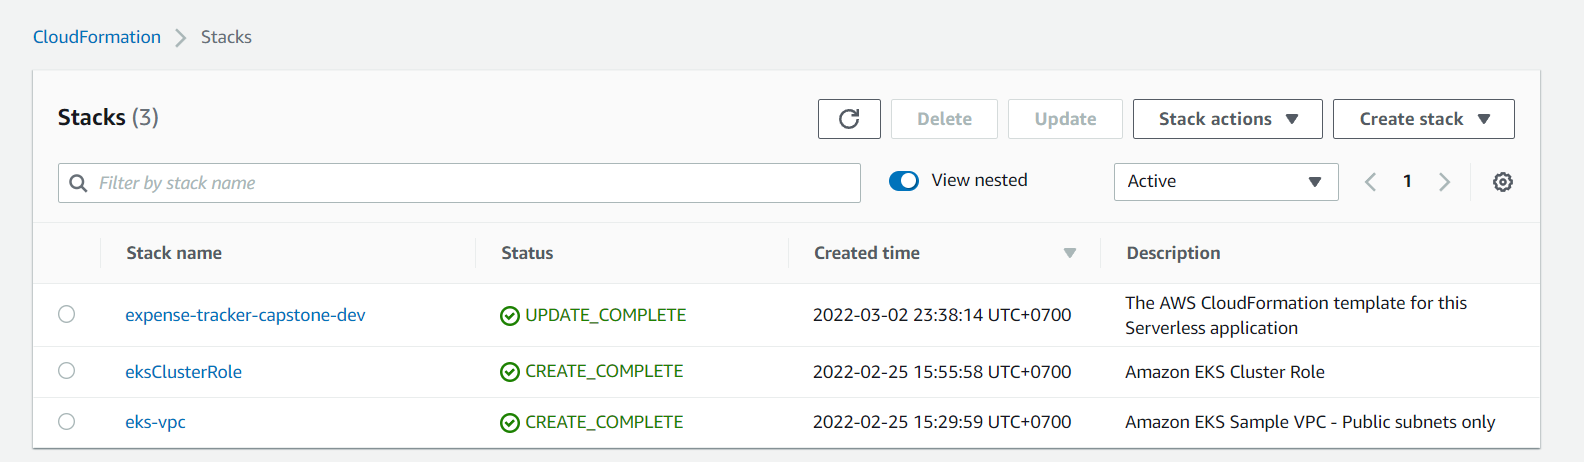 CloudFormation > Stacks
Stacks (3)
Delete
Update
Stack actions
Create stack
Filter by stack name
View nested
Active
1
Stack name Status Created time Description
expense-tracker-capstone-dev UPDATE_COMPLETE 2022-03-02 23:38:14 UTC+0700 The AWS CloudFormation template for this
Serverless application
eksClusterRole CREATE_COMPLETE 2022-02-25 15:55:58 UTC+0700 Amazon EKS Cluster Role
eks-vpc CREATE_COMPLETE 2022-02-25 15:29:59 UTC+0700 Amazon EKS Sample VPC - Public subnets only